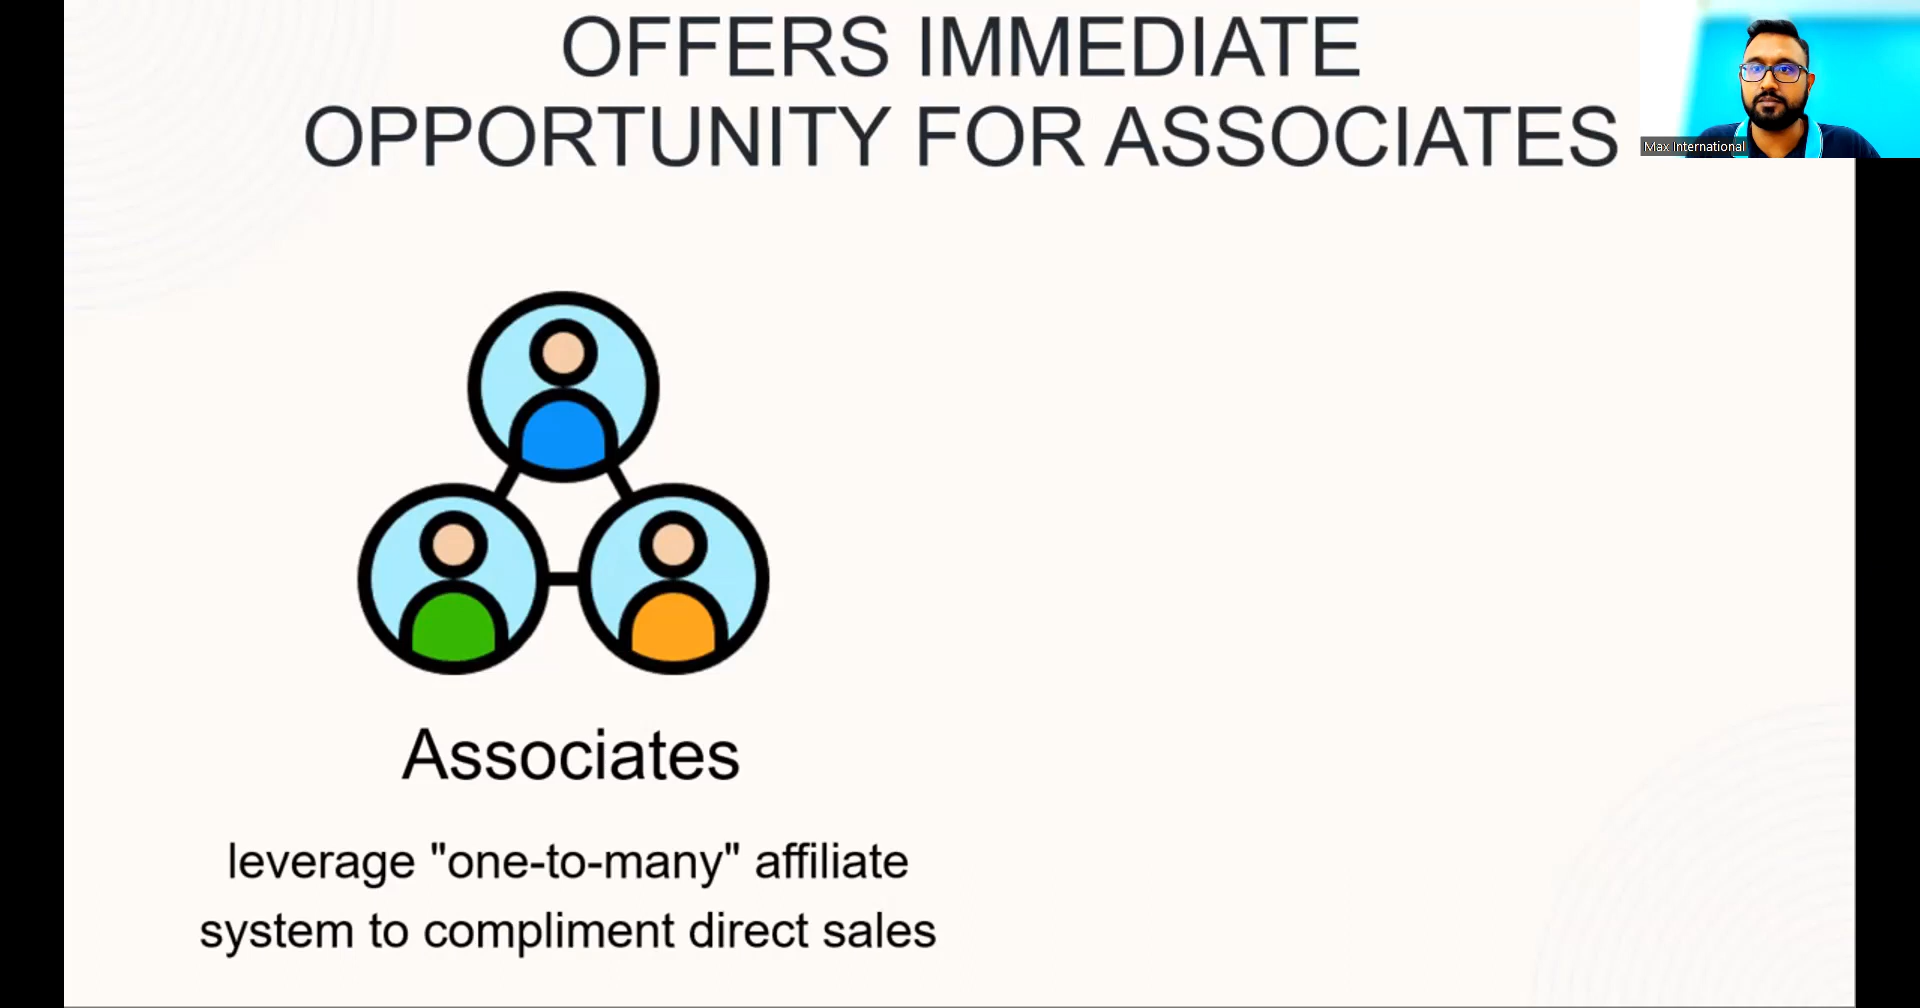 OFFERS IMMEDIATE
OPPORTUNITY FOR ASSOCIATES
Max International
Associates
leverage "one-to-many" affiliate
system to compliment direct sales